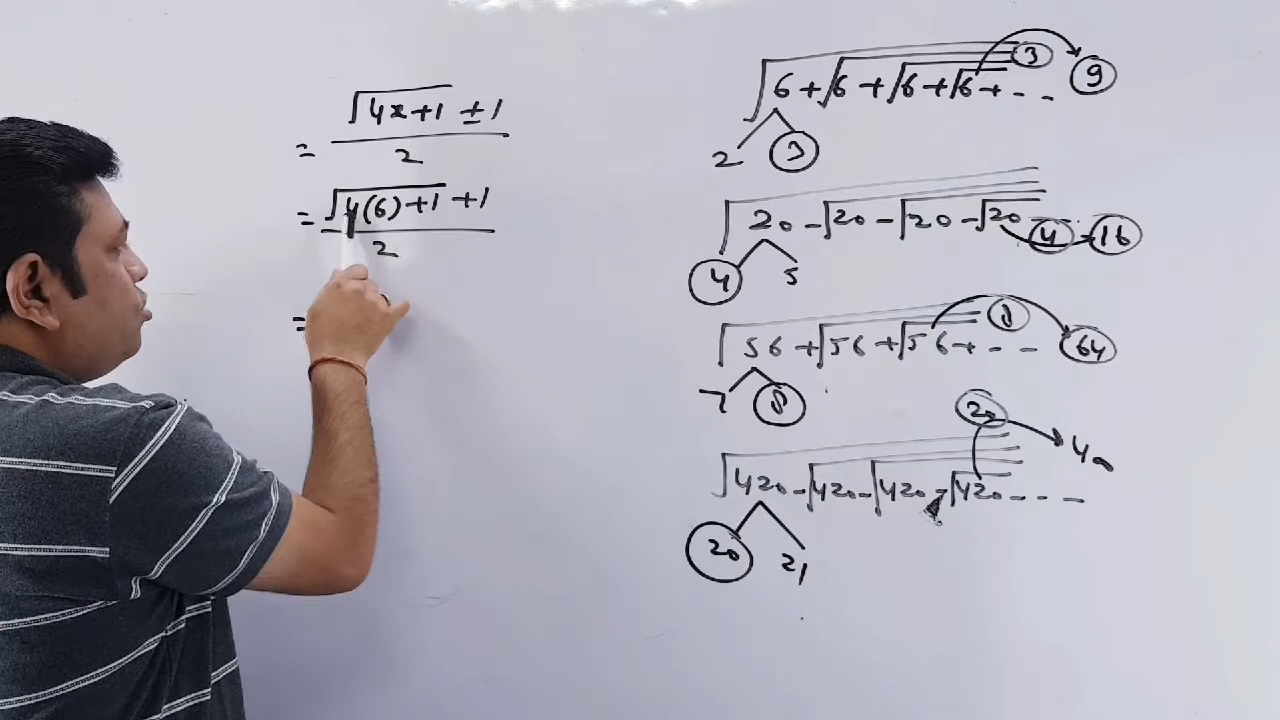 = √4x+1 ± 1 / 2
= √4(6)+1 + 1 / 2
=
√6+√6+√6+√6+-- 3 9
2 3
√20-√20-√20-√20 --- 4 16
4 5
√56+√56+√56+-- 8 64
7 8
√420-√420-√420-√420--- 20
20 21